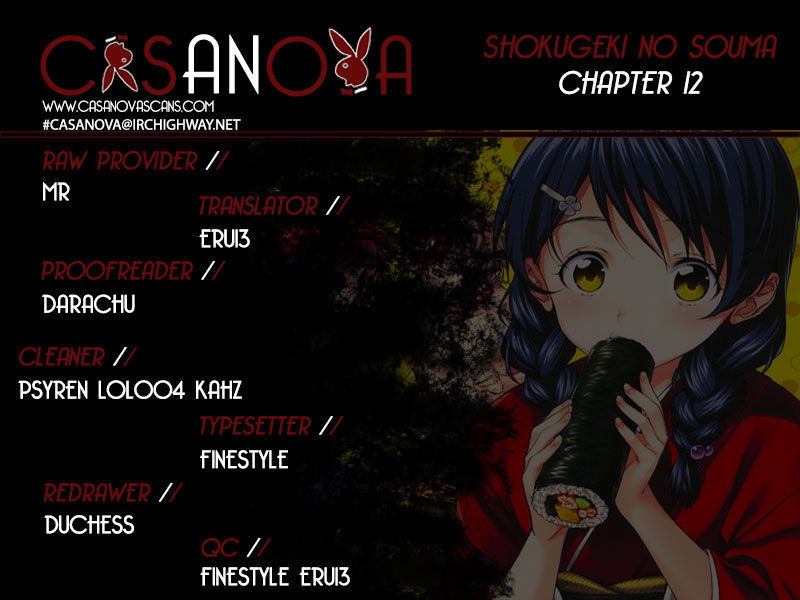 CASANOVA
WWW.CASANOVASCANS.COM
#CASANOVA@IRCHIGHWAY.NET
SHOKUGEKI NO SOUMA
CHAPTER 12
RAW PROVIDER //
MR
TRANSLATOR //
ERUI3
PROOFREADER //
DARACHU
CLEANER //
PSYREN LOLOO4 KAHZ
TYPESETTER //
FINESTYLE
REDRAWER //
DUCHESS
QC //
FINESTYLE ERUI3